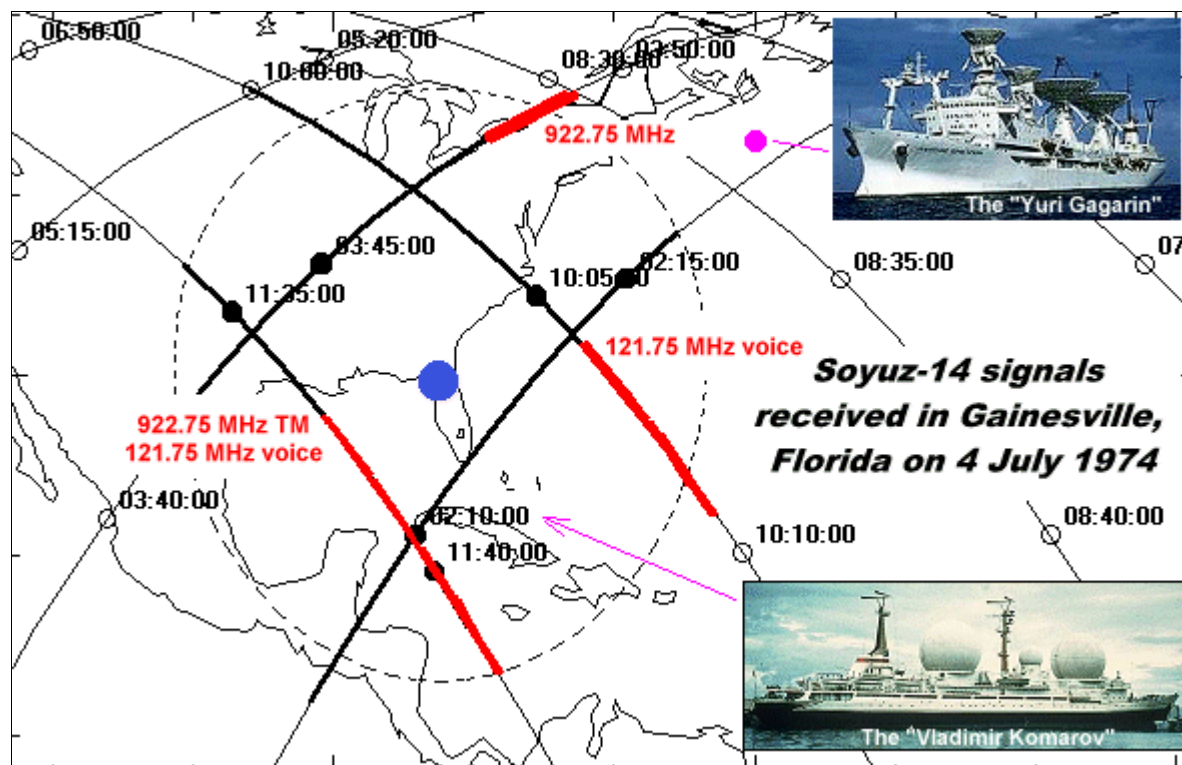 06:50:00
05:20:00
10:00:00
08:30:00
03:50:00
922.75 MHz
The "Yuri Gagarin"
05:15:00
03:45:00
11:35:00
10:05:00
02:15:00
08:35:00
07
121.75 MHz voice
Soyuz-14 signals
received in Gainesville,
Florida on 4 July 1974
922.75 MHz TM
121.75 MHz voice
03:40:00
02:10:00
11:40:00
10:10:00
08:40:00
The "Vladimir Komarov"